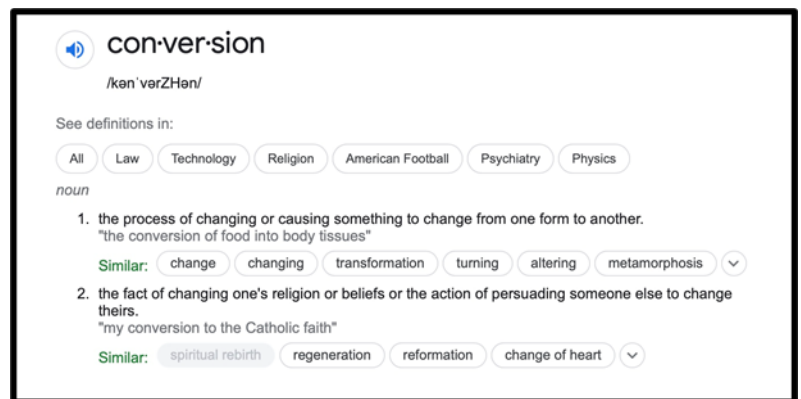 con·ver·sion
/kənˈvərZHən/
See definitions in:
All Law Technology Religion American Football Psychiatry Physics
noun
1. the process of changing or causing something to change from one form to another.
"the conversion of food into body tissues"
Similar: change changing transformation turning altering metamorphosis
2. the fact of changing one's religion or beliefs or the action of persuading someone else to change
theirs.
"my conversion to the Catholic faith"
Similar: spiritual rebirth regeneration reformation change of heart